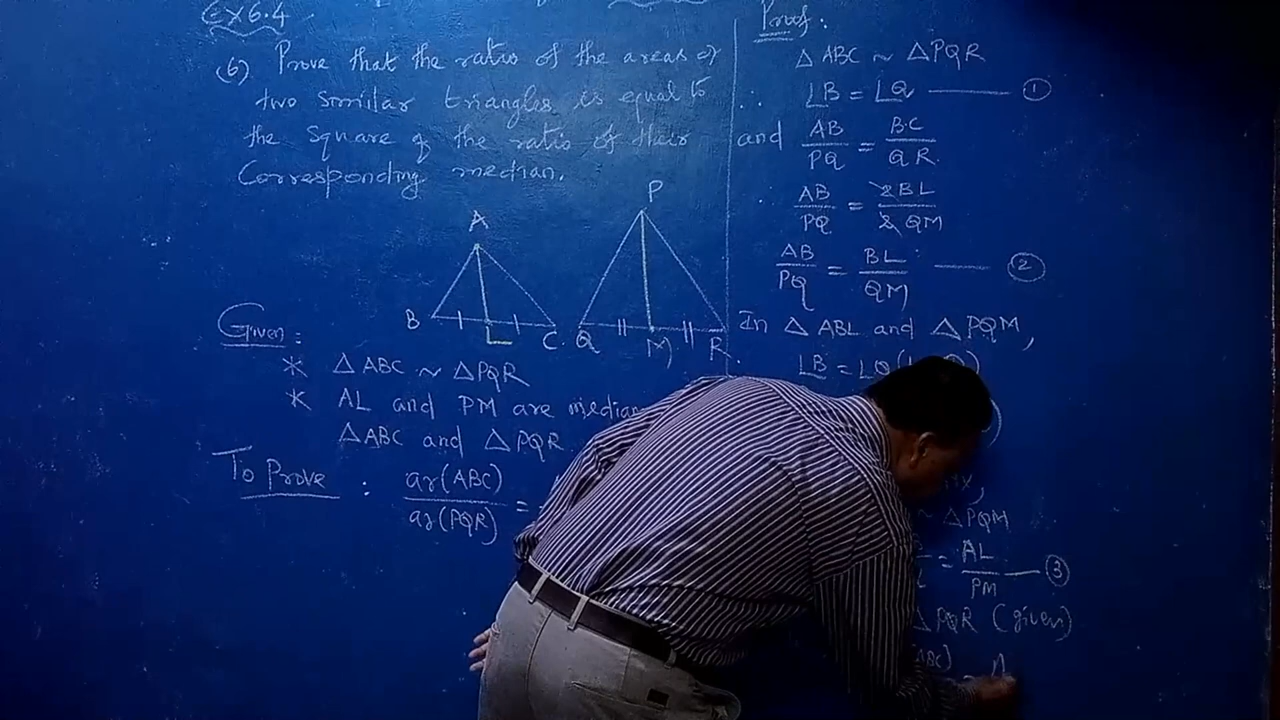 Ex 6.4
(6) Prove that the ratio of the areas of
two similar triangles is equal to
the square of the ratio of their
Corresponding median.
A
B
L
C
P
Q
M
R
Given:
* △ABC ~ △PQR
* AL and PM are median
△ABC and △PQR
To Prove : ar(ABC)
ar(PQR) =
Proof:
△ABC ~ △PQR
∴ ∠B = ∠Q —— 1
and AB/PQ = BC/QR.
AB/PQ = 2BL/2QM
AB/PQ = BL/QM —— 2
In △ABL and △PQM,
∠B = ∠Q
)
~ △PQM
= AL/PM —— 3
△PQR (given)
ABC) = A